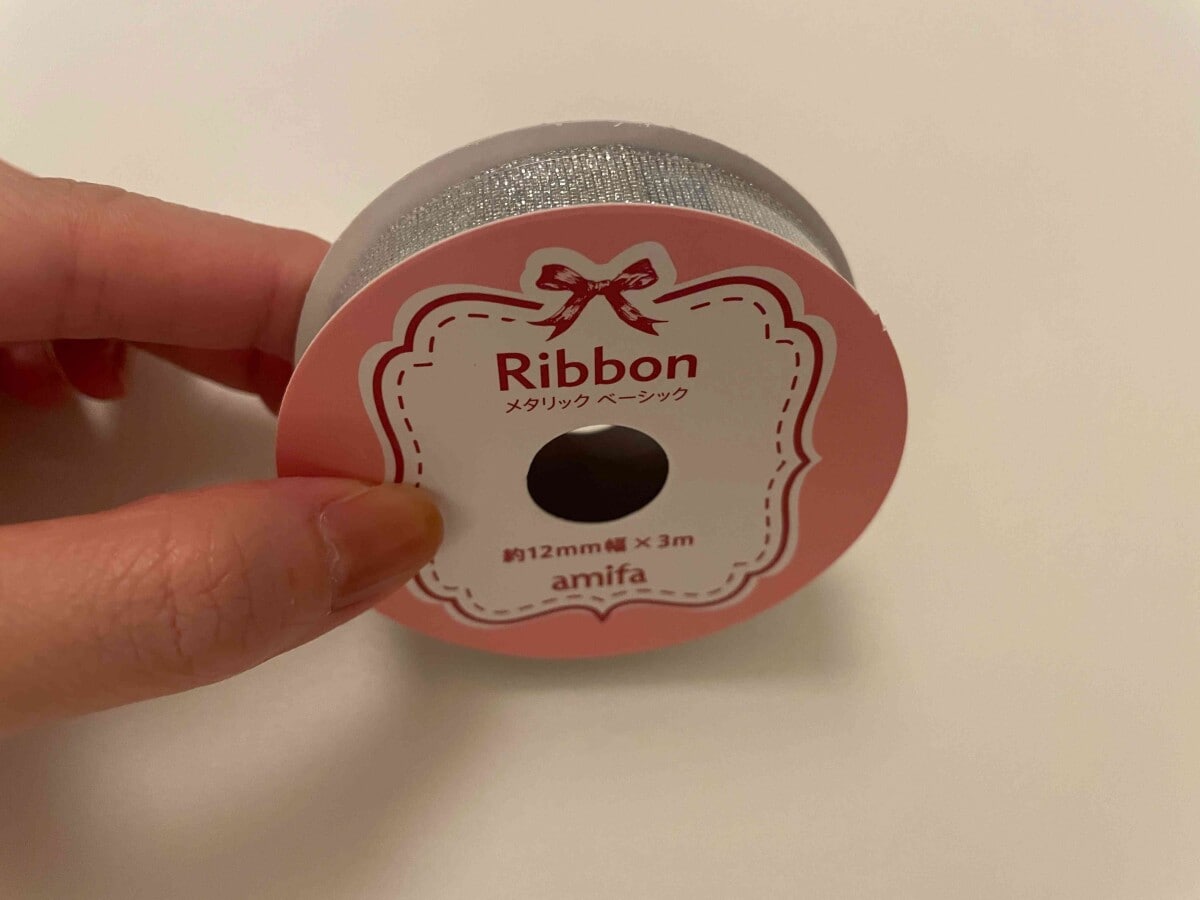 Ribbon
メタリック ベーシック
約12mm幅×3m
amifa